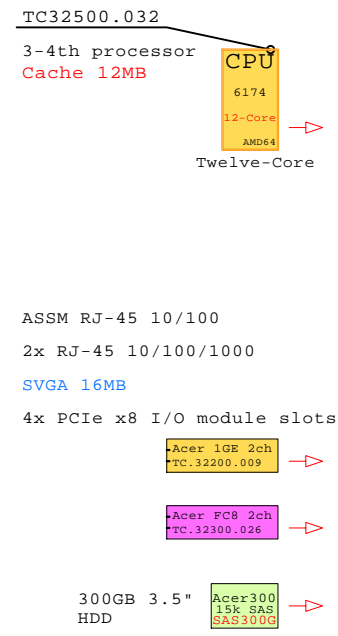 TC32500.032
3-4th processor
Cache 12MB
CPU
6174
12-Core
AMD64
Twelve-Core
ASSM RJ-45 10/100
2x RJ-45 10/100/1000
SVGA 16MB
4x PCIe x8 I/O module slots
Acer 1GE 2ch
TC.32200.009
Acer FC8 2ch
TC.32300.026
300GB 3.5"
HDD
Acer300
15k SAS
SAS300G